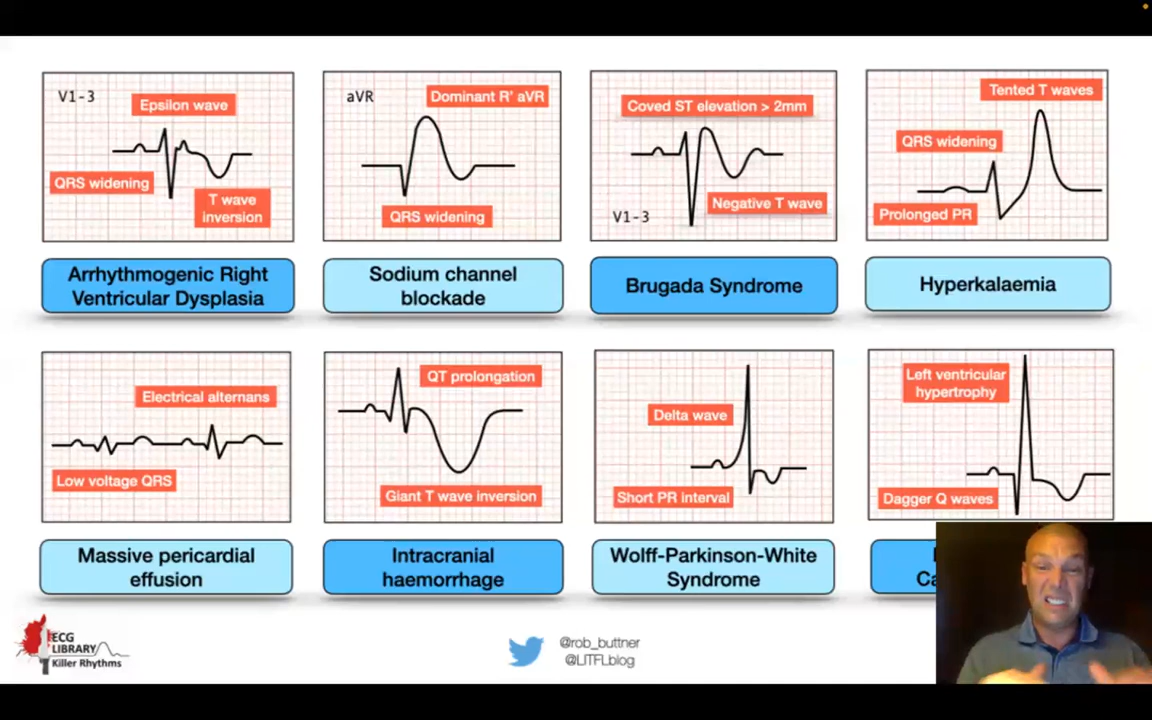 V1-3
Epsilon wave
QRS widening
T wave
inversion
Arrhythmogenic Right
Ventricular Dysplasia
aVR
Dominant R' aVR
QRS widening
Sodium channel
blockade
Coved ST elevation > 2mm
V1-3
Negative T wave
Brugada Syndrome
Tented T waves
QRS widening
Prolonged PR
Hyperkalaemia
Electrical alternans
Low voltage QRS
Massive pericardial
effusion
QT prolongation
Giant T wave inversion
Intracranial
haemorrhage
Delta wave
Short PR interval
Wolff-Parkinson-White
Syndrome
Left ventricular
hypertrophy
Dagger Q waves
Ca
ECG
LIBRARY
Killer Rhythms
@rob_buttner
@LITFLblog